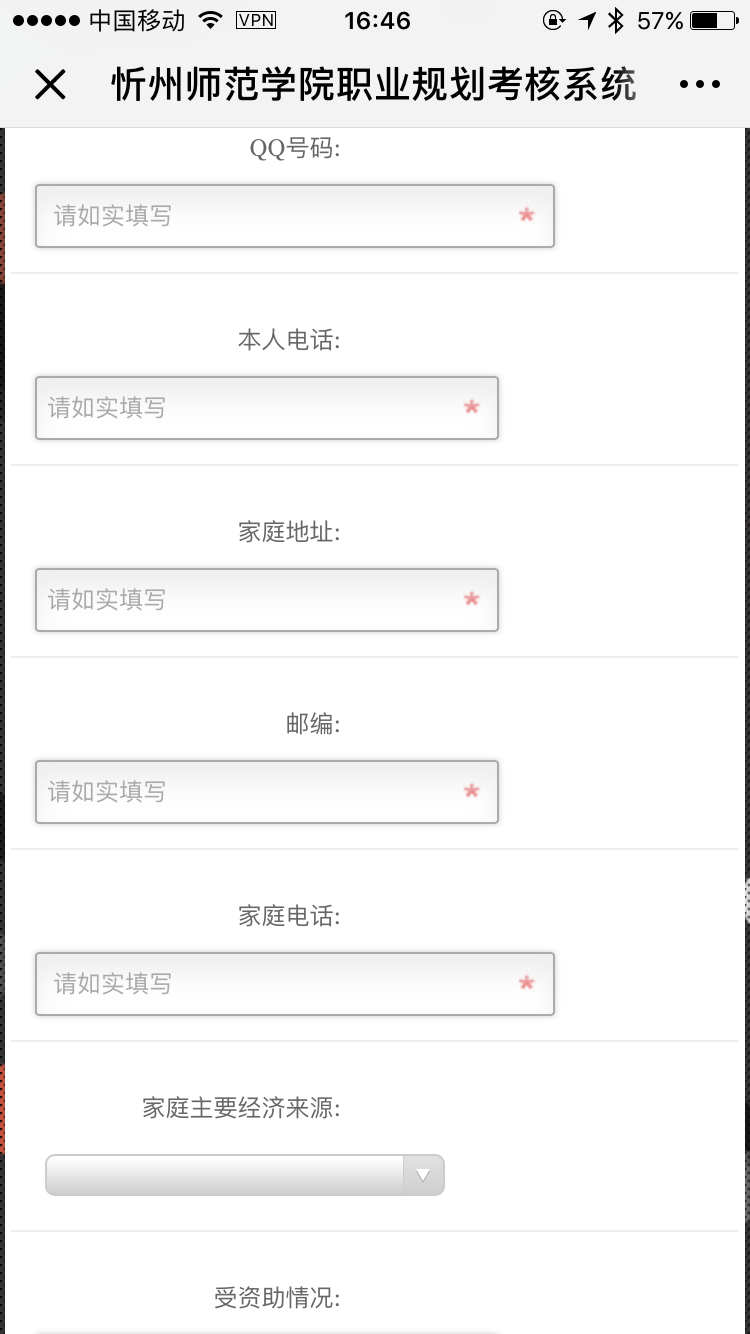 中国移动 VPN 16:46 57%
忻州师范学院职业规划考核系统
QQ号码:
请如实填写 *
本人电话:
请如实填写 *
家庭地址:
请如实填写 *
邮编:
请如实填写 *
家庭电话:
请如实填写 *
家庭主要经济来源:
受资助情况: